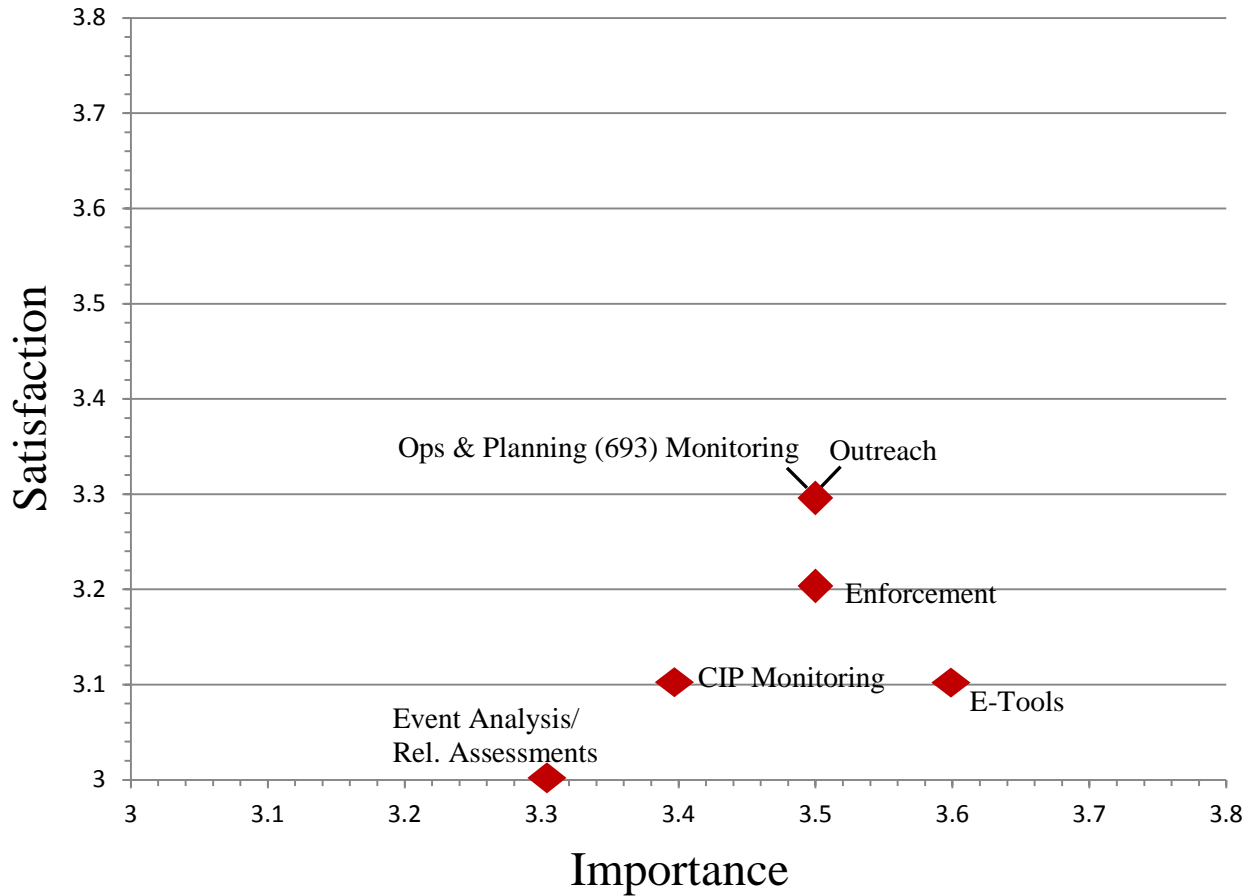 3.8
3.7
3.6
3.5
3.4
3.3
3.2
3.1
3
Satisfaction
Ops & Planning (693) Monitoring
Outreach
Enforcement
CIP Monitoring
E-Tools
Event Analysis/
Rel. Assessments
3 3.1 3.2 3.3 3.4 3.5 3.6 3.7 3.8
Importance